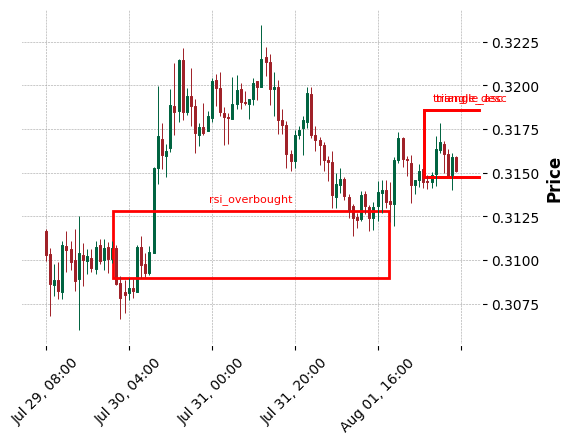 0.3225
0.3200
0.3175
0.3150
0.3125
0.3100
0.3075
Price
rsi_overbought
Jul 29, 08:00
Jul 30, 04:00
Jul 31, 00:00
Jul 31, 20:00
Aug 01, 16:00